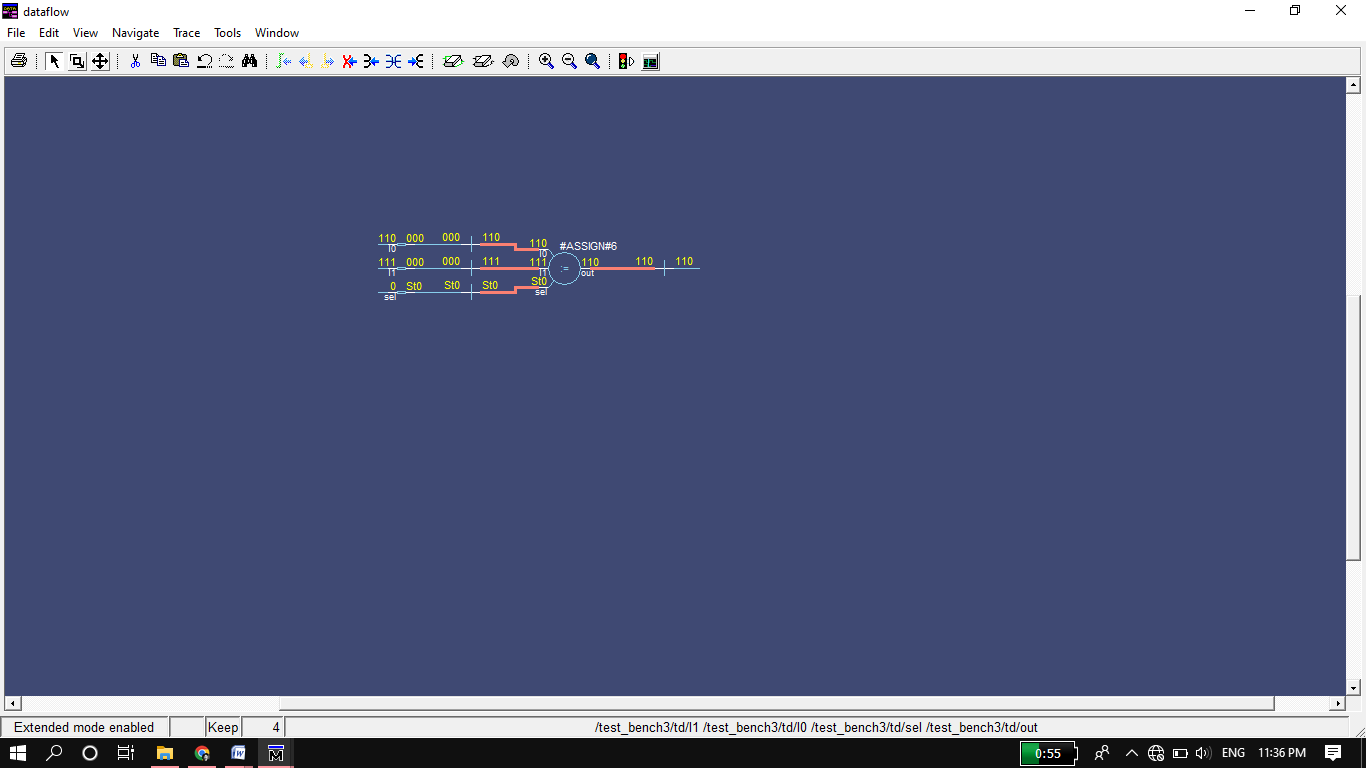 dataflow
File Edit View Navigate Trace Tools Window
110 000 000 110 110 #ASSIGN#6
I0 I0
111 000 000 111 111 := 110 110 110
I1 I1 out
0 St0 St0 St0 St0
sel sel
Extended mode enabled Keep 4 /test_bench3/td/I1 /test_bench3/td/I0 /test_bench3/td/sel /test_bench3/td/out
0:55 ENG 11:36 PM